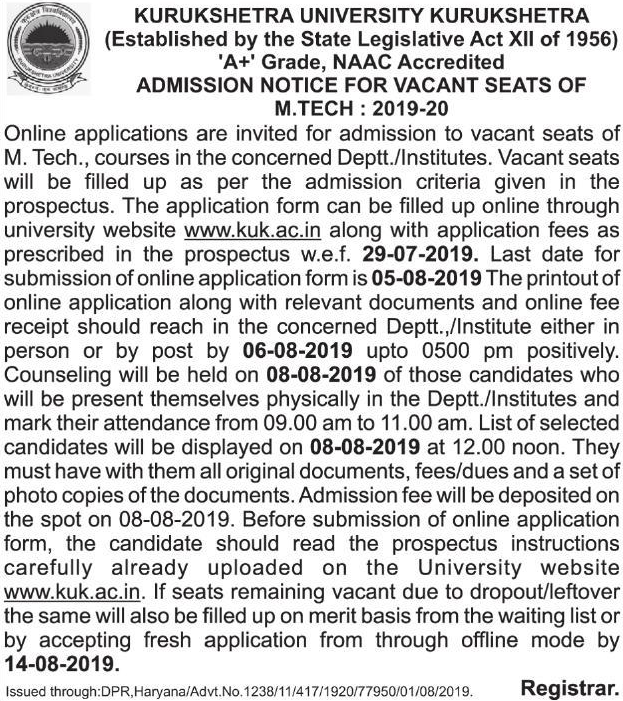 KURUKSHETRA UNIVERSITY KURUKSHETRA
(Established by the State Legislative Act XII of 1956)
'A+' Grade, NAAC Accredited
ADMISSION NOTICE FOR VACANT SEATS OF
M.TECH : 2019-20
KURUKSHETRA UNIVERSITY
Online applications are invited for admission to vacant seats of
M. Tech., courses in the concerned Deptt./Institutes. Vacant seats
will be filled up as per the admission criteria given in the
prospectus. The application form can be filled up online through
university website www.kuk.ac.in along with application fees as
prescribed in the prospectus w.e.f. 29-07-2019. Last date for
submission of online application form is 05-08-2019 The printout of
online application along with relevant documents and online fee
receipt should reach in the concerned Deptt.,/Institute either in
person or by post by 06-08-2019 upto 0500 pm positively.
Counseling will be held on 08-08-2019 of those candidates who
will be present themselves physically in the Deptt./Institutes and
mark their attendance from 09.00 am to 11.00 am. List of selected
candidates will be displayed on 08-08-2019 at 12.00 noon. They
must have with them all original documents, fees/dues and a set of
photo copies of the documents. Admission fee will be deposited on
the spot on 08-08-2019. Before submission of online application
form, the candidate should read the prospectus instructions
carefully already uploaded on the University website
www.kuk.ac.in. If seats remaining vacant due to dropout/leftover
the same will also be filled up on merit basis from the waiting list or
by accepting fresh application from through offline mode by
14-08-2019.
Issued through:DPR,Haryana/Advt.No.1238/11/417/1920/77950/01/08/2019. Registrar.